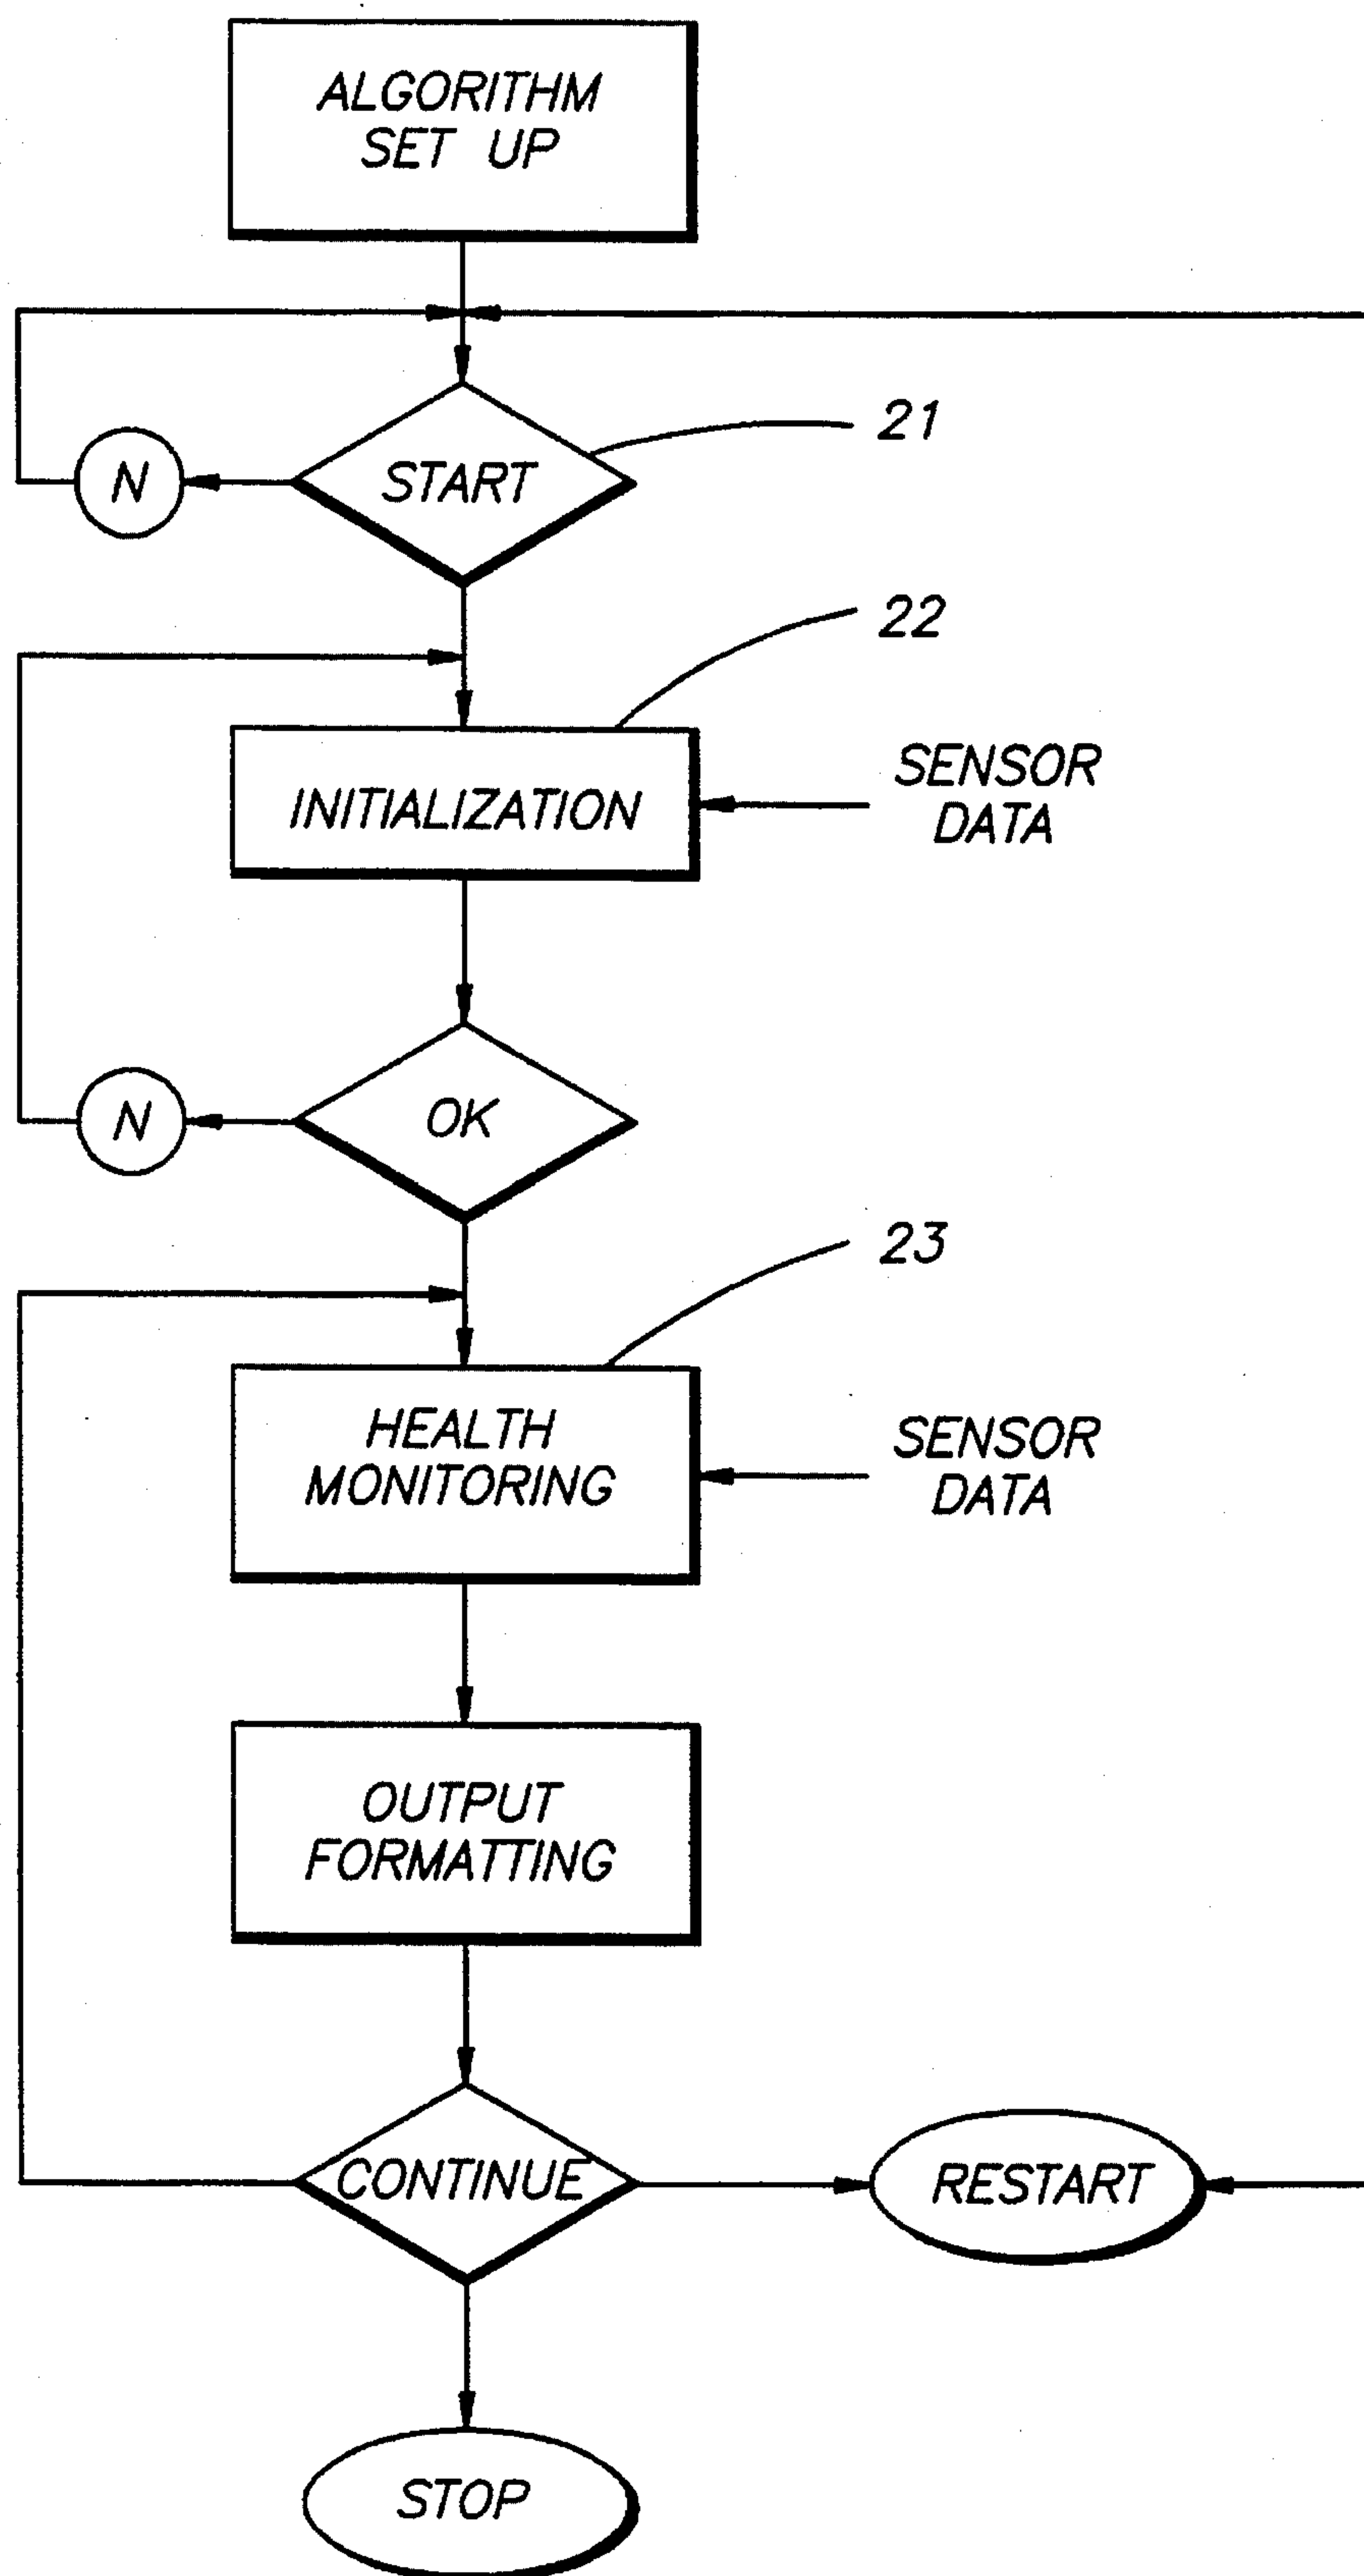 ALGORITHM
SET UP
21
N
START
22
INITIALIZATION
SENSOR
DATA
N
OK
23
HEALTH
MONITORING
SENSOR
DATA
OUTPUT
FORMATTING
CONTINUE
RESTART
STOP